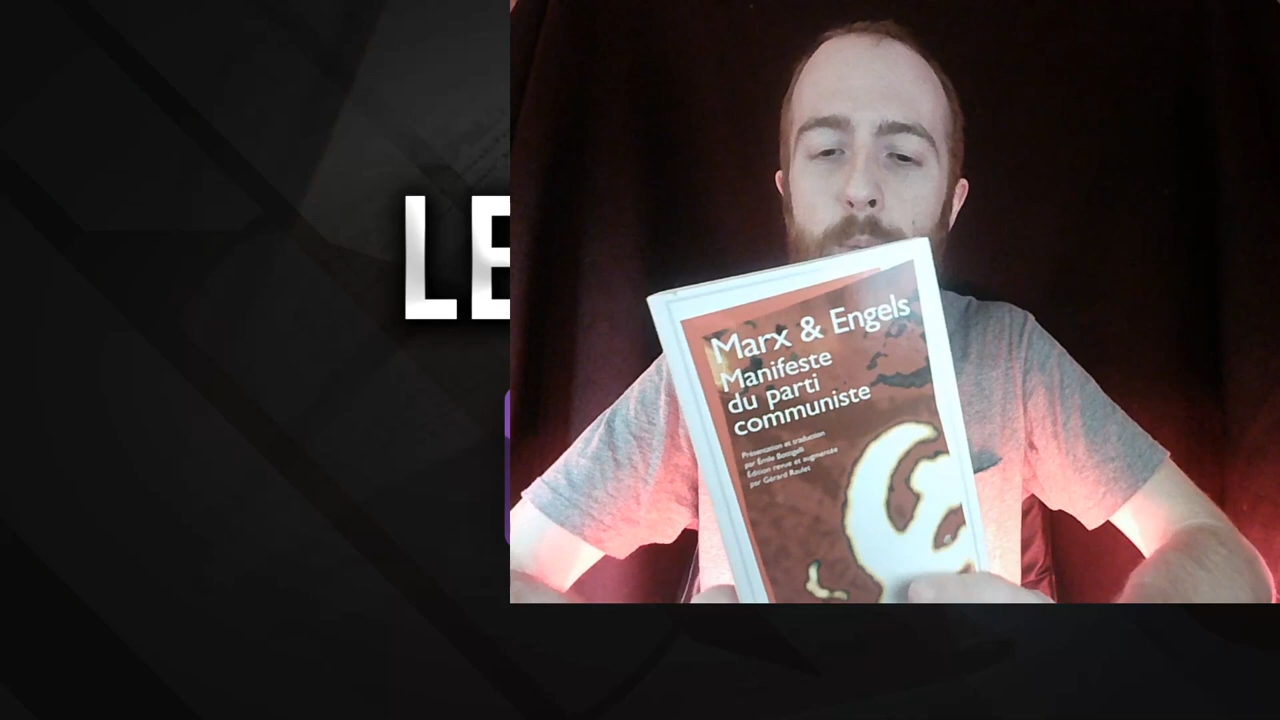 LE
Marx & Engels
Manifeste
du parti
communiste
Présentation et traduction
par Émile Bottigelli
Édition revue et augmentée
par Gérard Raulet